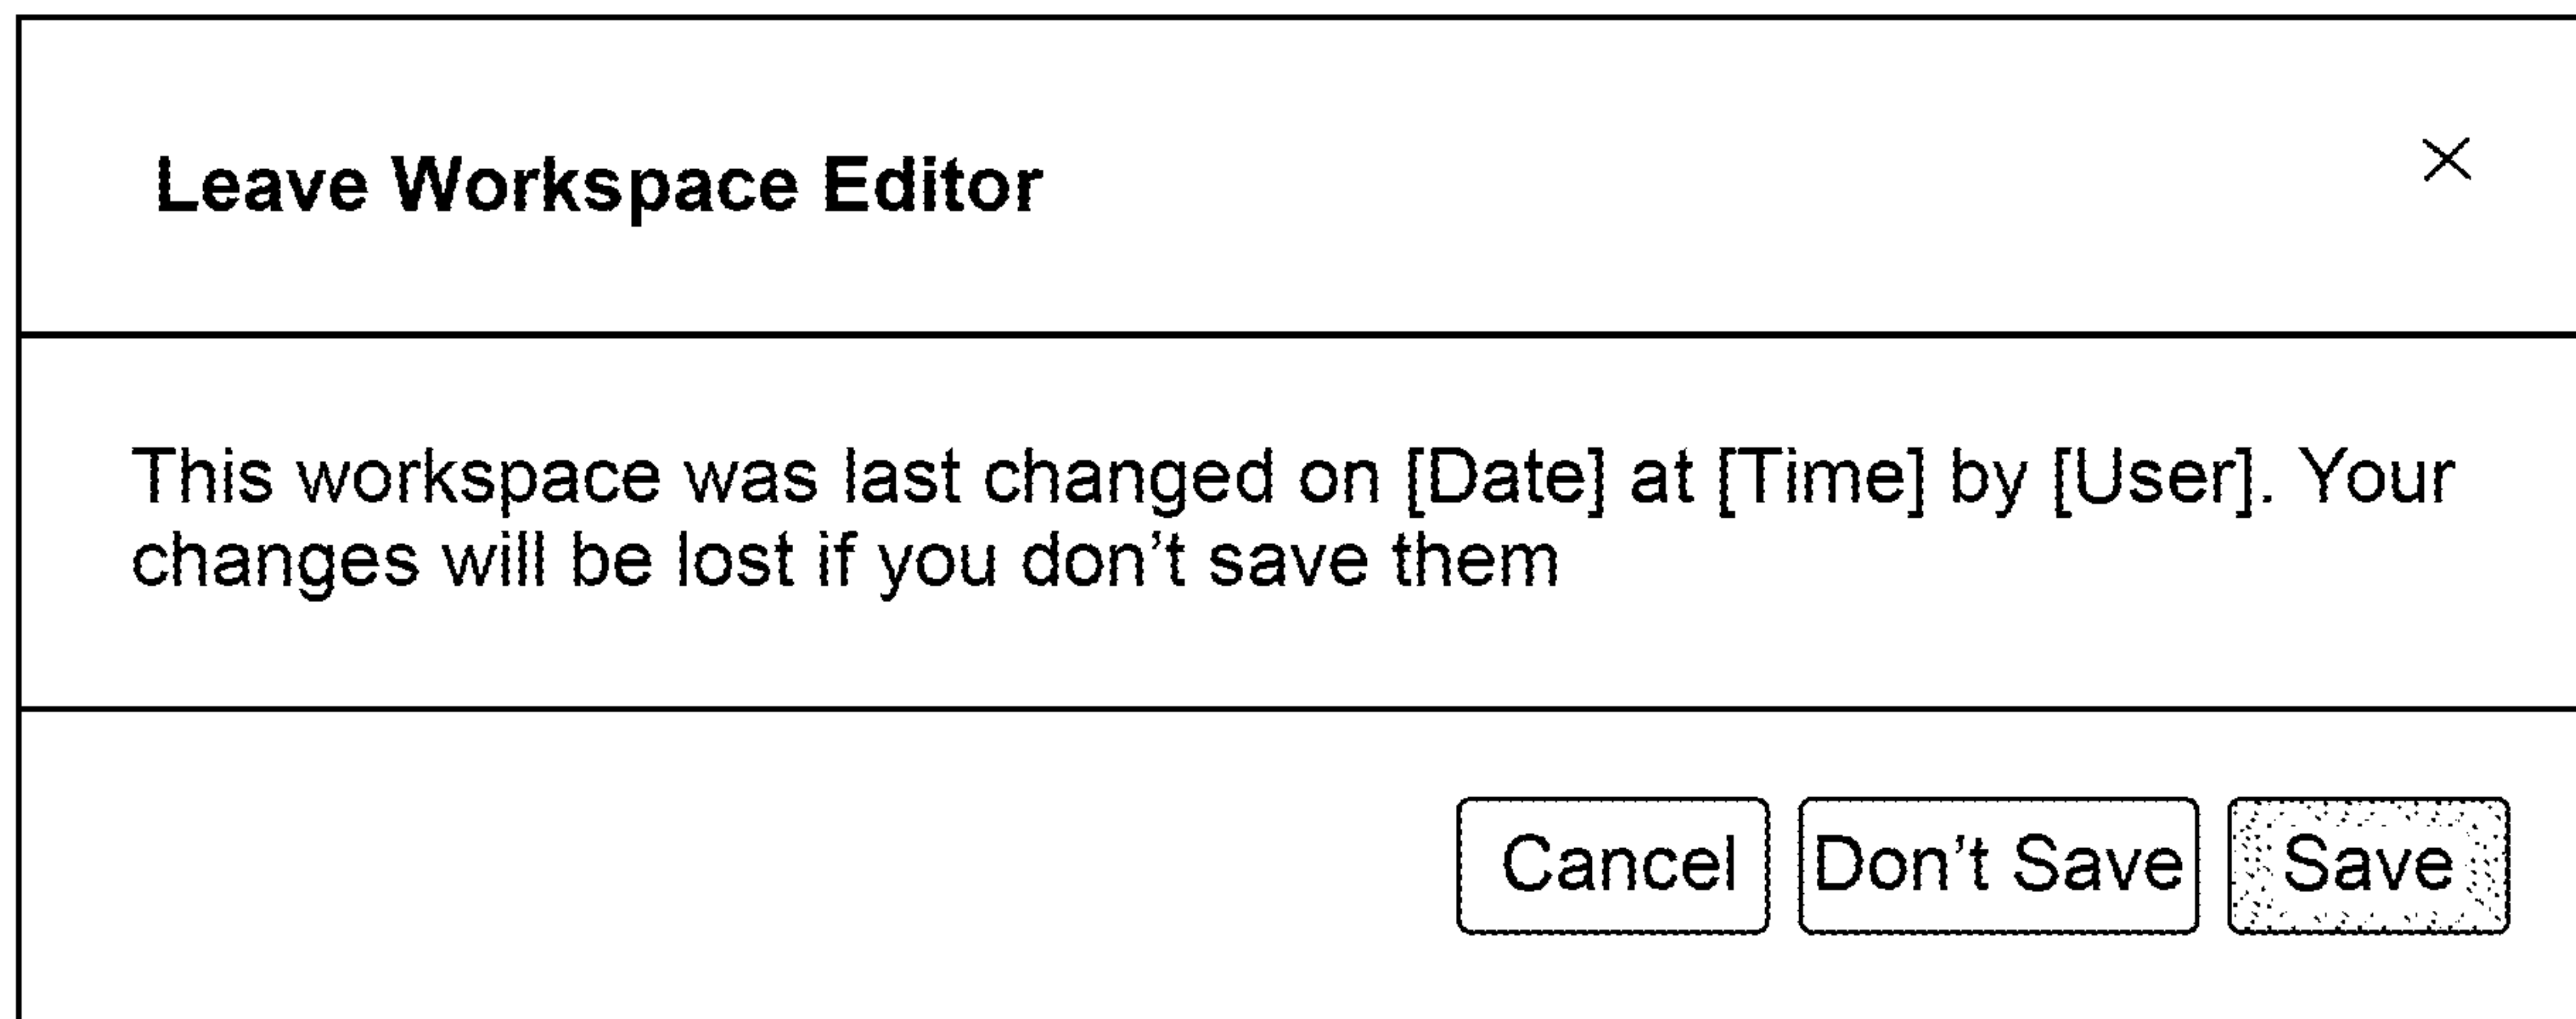 Leave Workspace Editor
This workspace was last changed on [Date] at [Time] by [User]. Your
changes will be lost if you don’t save them
Cancel Don’t Save Save